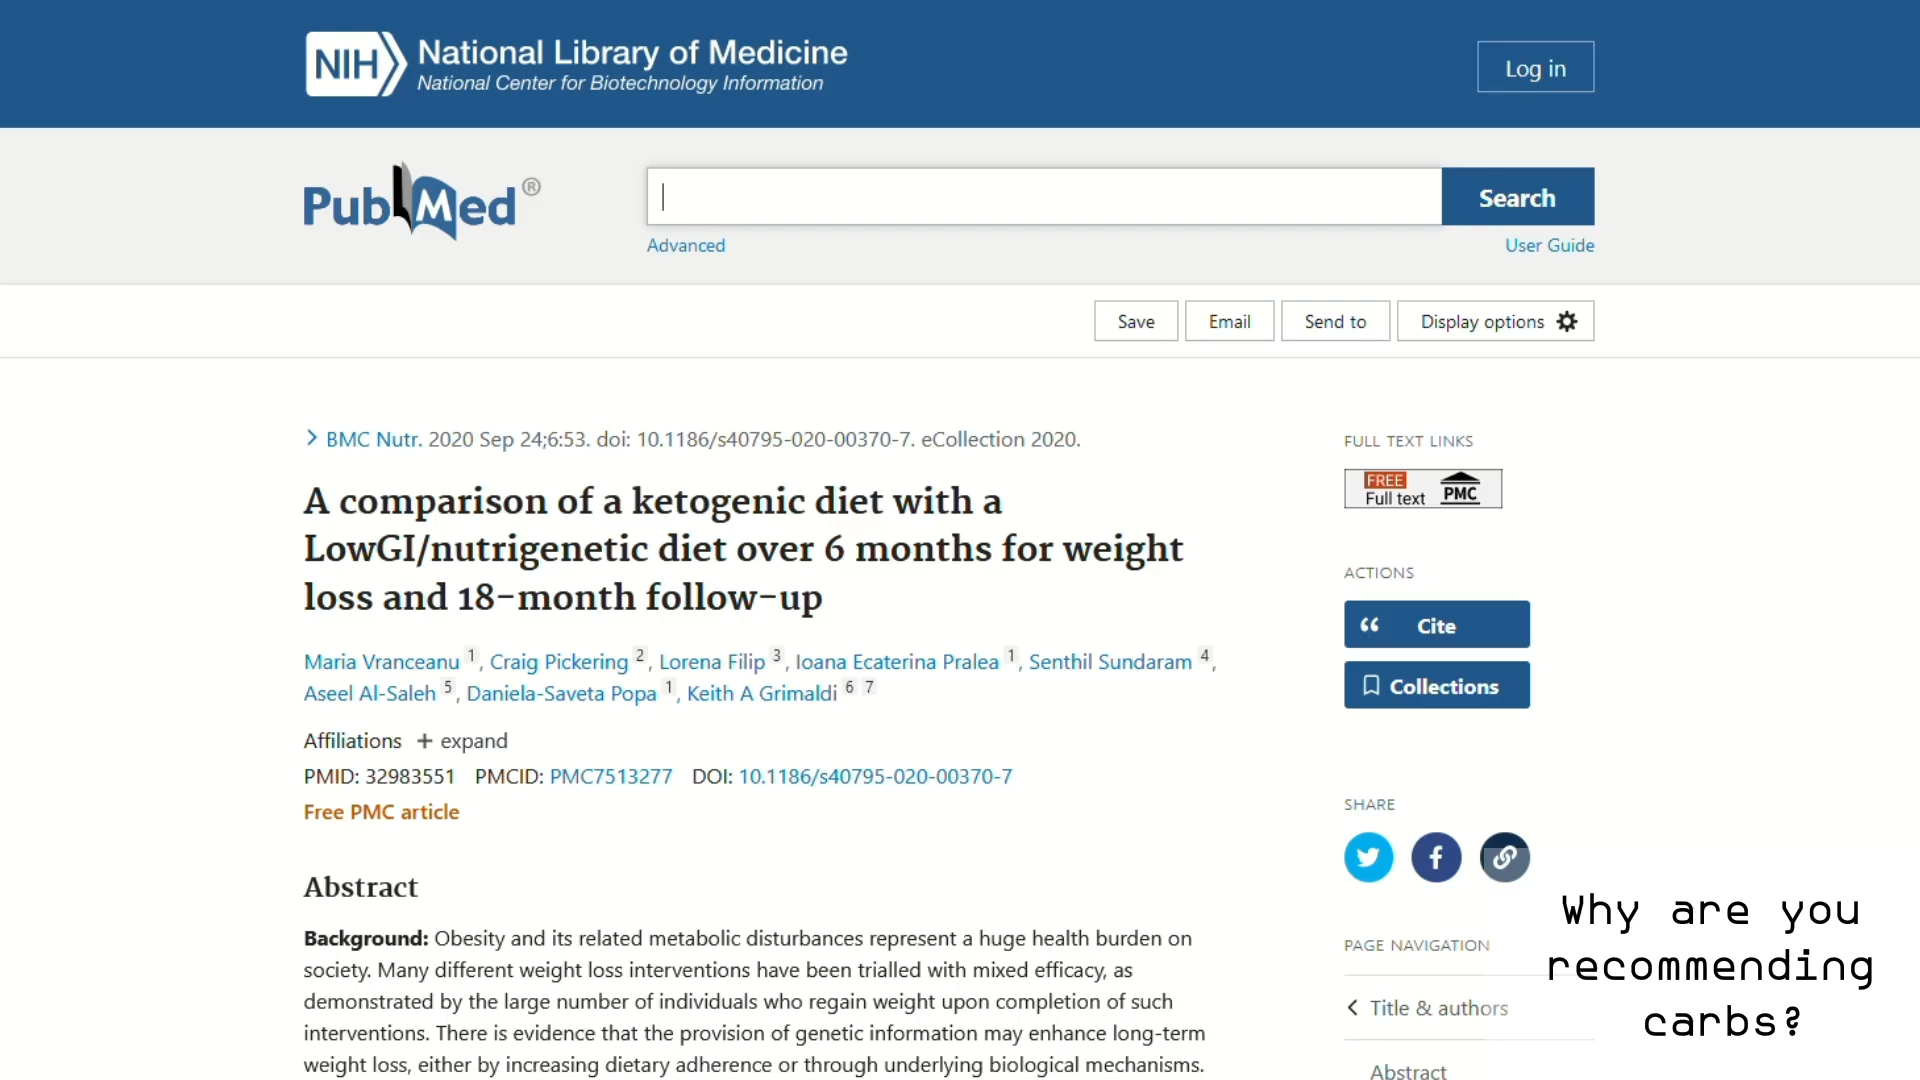 NIH National Library of Medicine
National Center for Biotechnology Information
Log in
PubMed®
Search
Advanced
User Guide
Save
Email
Send to
Display options
BMC Nutr. 2020 Sep 24;6:53. doi: 10.1186/s40795-020-00370-7. eCollection 2020.
A comparison of a ketogenic diet with a
LowGI/nutrigenetic diet over 6 months for weight
loss and 18-month follow-up
Maria Vranceanu 1, Craig Pickering 2, Lorena Filip 3, Ioana Ecaterina Pralea 1, Senthil Sundaram 4,
Aseel Al-Saleh 5, Daniela-Saveta Popa 1, Keith A Grimaldi 6 7
Affiliations + expand
PMID: 32983551 PMCID: PMC7513277 DOI: 10.1186/s40795-020-00370-7
Free PMC article
Abstract
Background: Obesity and its related metabolic disturbances represent a huge health burden on
society. Many different weight loss interventions have been trialled with mixed efficacy, as
demonstrated by the large number of individuals who regain weight upon completion of such
interventions. There is evidence that the provision of genetic information may enhance long-term
weight loss, either by increasing dietary adherence or through underlying biological mechanisms.
FULL TEXT LINKS
FREE
Full text PMC
ACTIONS
Cite
Collections
SHARE
PAGE NAVIGATION
Title & authors
Abstract
Why are you
recommending
carbs?